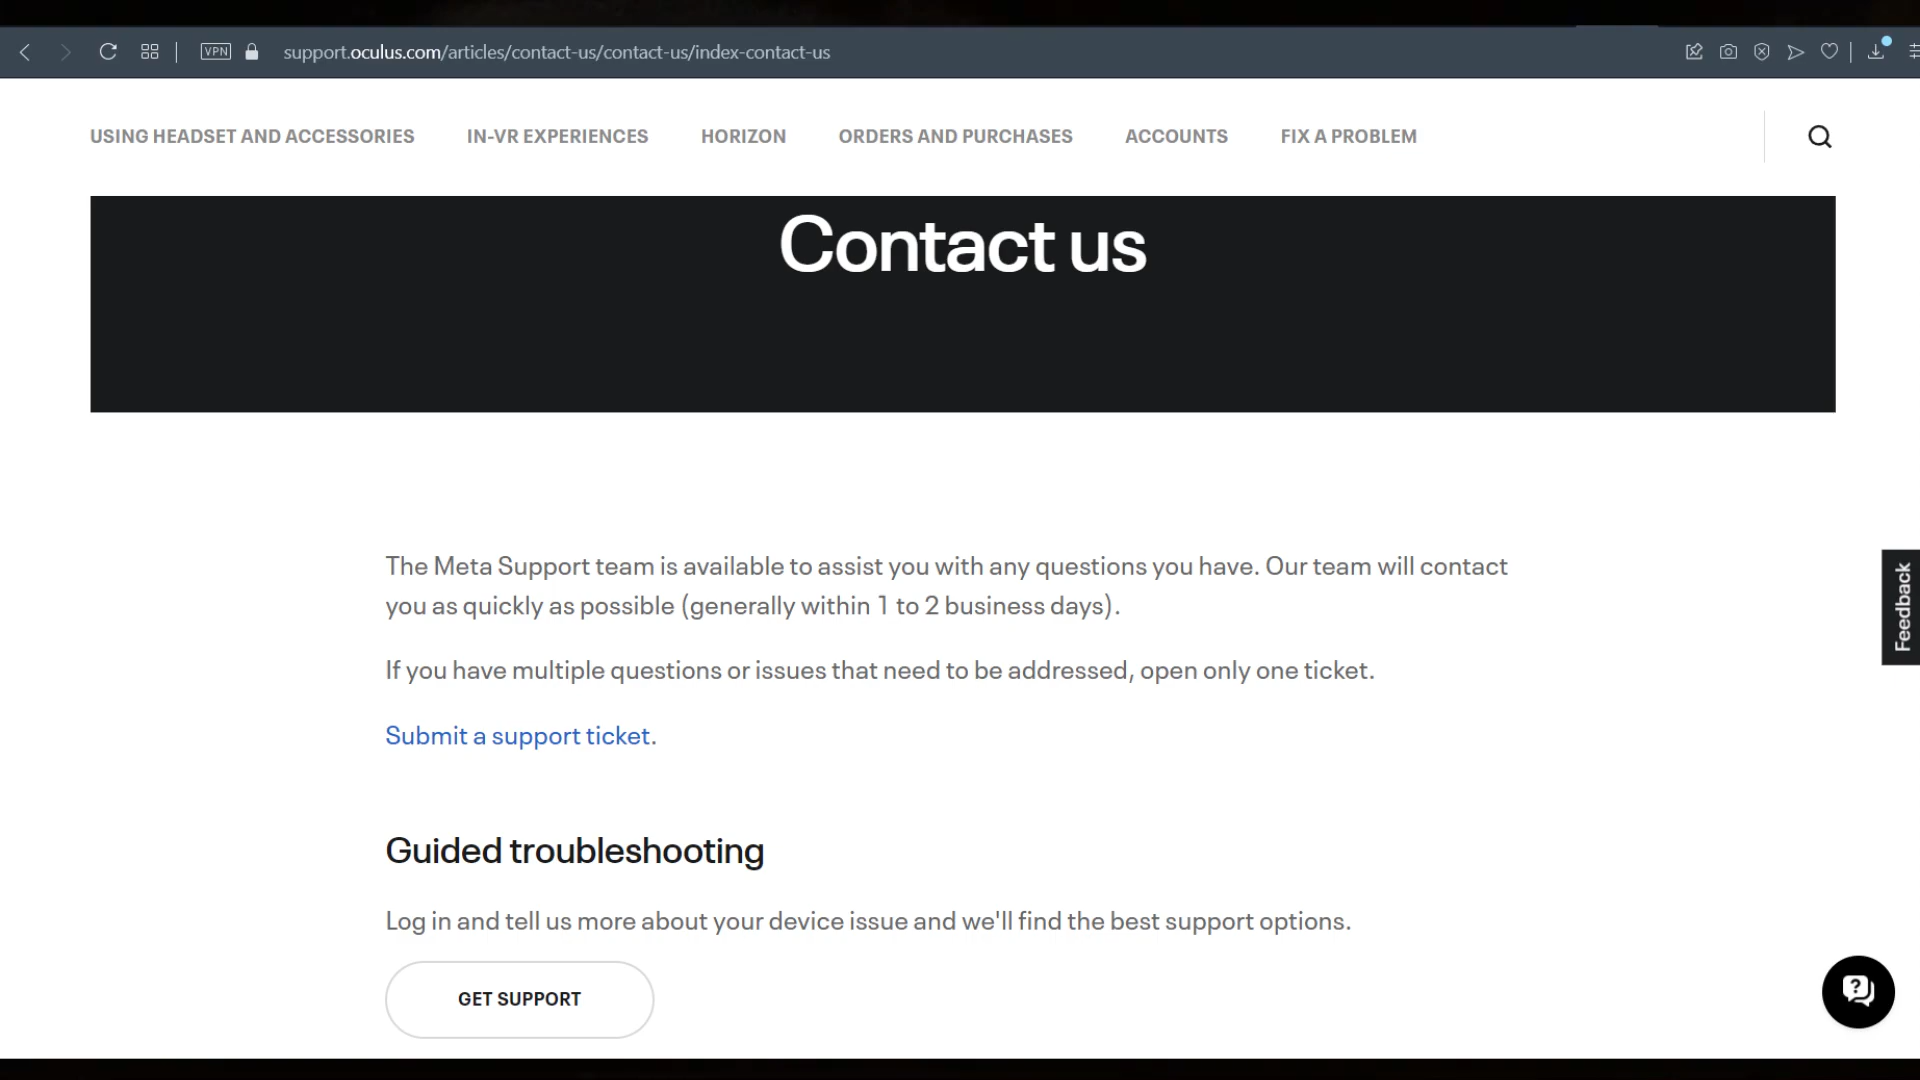 VPN
support.oculus.com/articles/contact-us/contact-us/index-contact-us
USING HEADSET AND ACCESSORIES
IN-VR EXPERIENCES
HORIZON
ORDERS AND PURCHASES
ACCOUNTS
FIX A PROBLEM
Contact us
The Meta Support team is available to assist you with any questions you have. Our team will contact
you as quickly as possible (generally within 1 to 2 business days).
If you have multiple questions or issues that need to be addressed, open only one ticket.
Submit a support ticket.
Feedback
Guided troubleshooting
Log in and tell us more about your device issue and we'll find the best support options.
GET SUPPORT